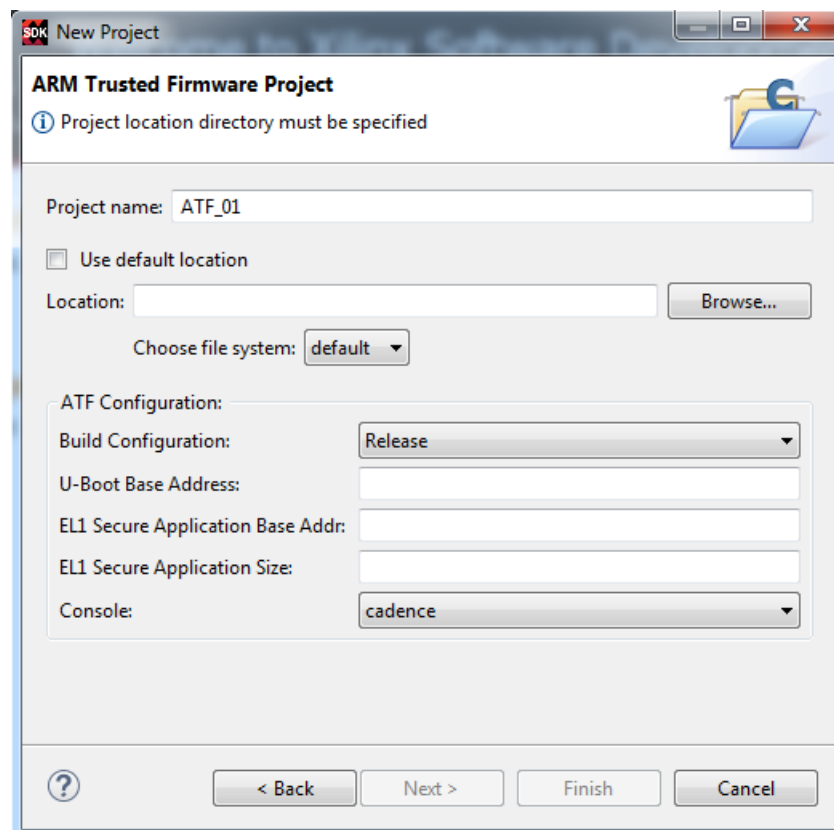 SDK New Project
ARM Trusted Firmware Project
Project location directory must be specified
Project name: ATF_01
Use default location
Location: Browse...
Choose file system: default
ATF Configuration:
Build Configuration: Release
U-Boot Base Address:
EL1 Secure Application Base Addr:
EL1 Secure Application Size:
Console: cadence
< Back Next > Finish Cancel